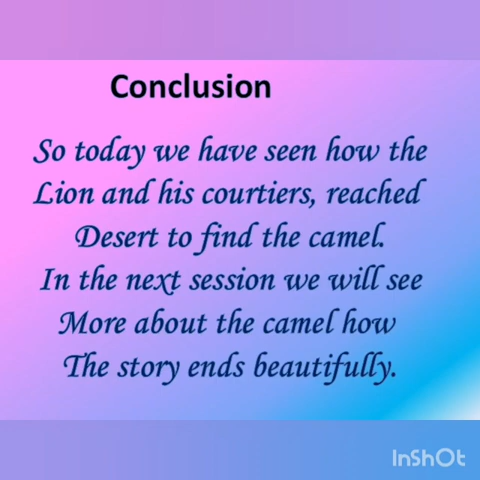 Conclusion
So today we have seen how the
Lion and his courtiers, reached
Desert to find the camel.
In the next session we will see
More about the camel how
The story ends beautifully.
InShOt